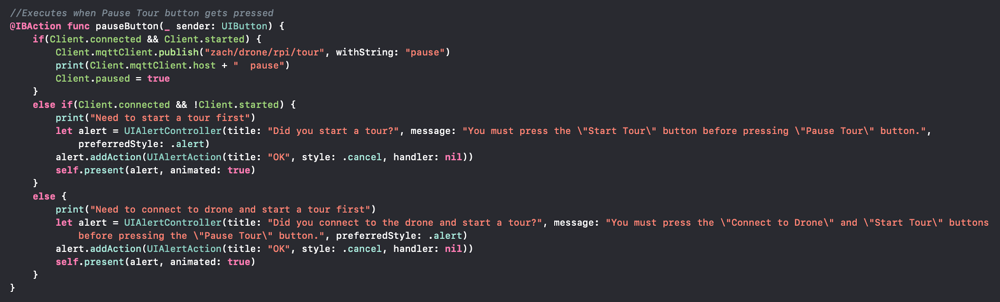 //Executes when Pause Tour button gets pressed
@IBAction func pauseButton(_ sender: UIButton) {
    if(Client.connected && Client.started) {
        Client.mqttClient.publish("zach/drone/rpi/tour", withString: "pause")
        print(Client.mqttClient.host + "  pause")
        Client.paused = true
    }
    else if(Client.connected && !Client.started) {
        print("Need to start a tour first")
        let alert = UIAlertController(title: "Did you start a tour?", message: "You must press the \"Start Tour\" button before pressing \"Pause Tour\" button.",
            preferredStyle: .alert)
        alert.addAction(UIAlertAction(title: "OK", style: .cancel, handler: nil))
        self.present(alert, animated: true)
    }
    else {
        print("Need to connect to drone and start a tour first")
        let alert = UIAlertController(title: "Did you connect to the drone and start a tour?", message: "You must press the \"Connect to Drone\" and \"Start Tour\" buttons
            before pressing the \"Pause Tour\" button.", preferredStyle: .alert)
        alert.addAction(UIAlertAction(title: "OK", style: .cancel, handler: nil))
        self.present(alert, animated: true)
    }
}